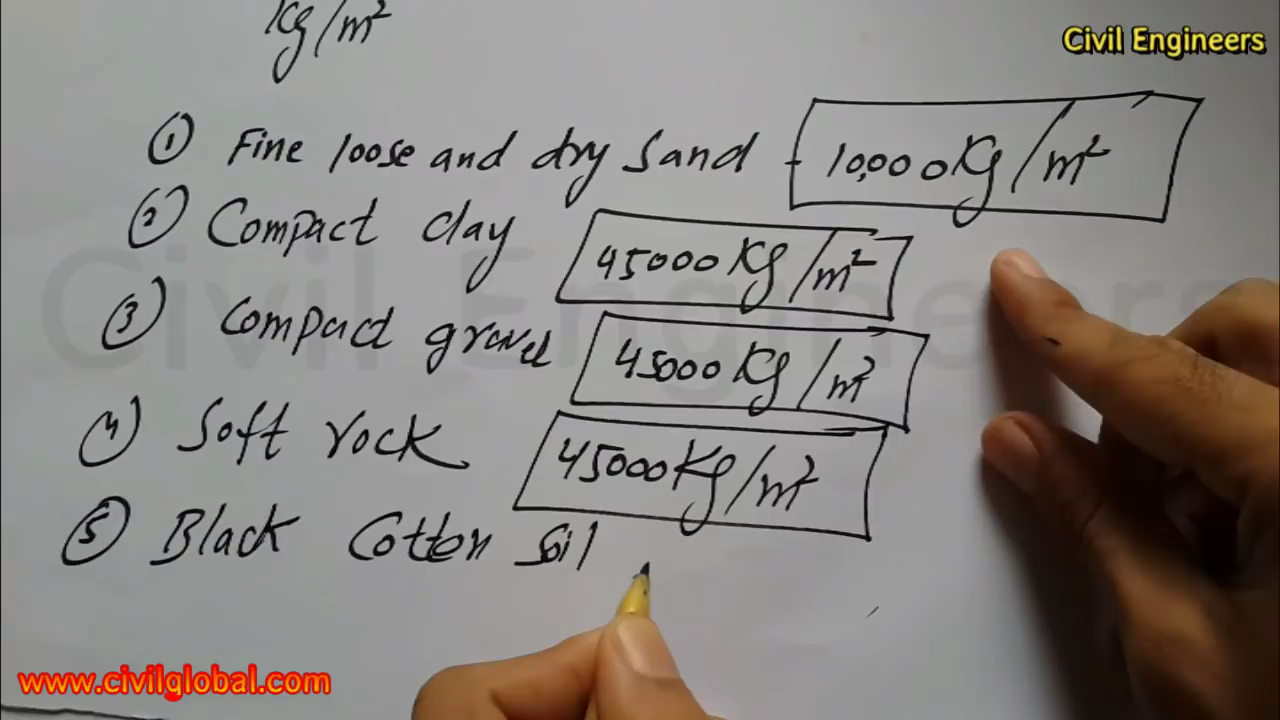 Kg/m²
Civil Engineers
① Fine loose and dry Sand - 10,000 Kg/m²
② Compact clay 45000 Kg/m²
③ Compact gravel 45000 Kg/m²
④ Soft rock 45000 Kg/m²
⑤ Black Cotton Soil
Civil Engineers
www.civilglobal.com